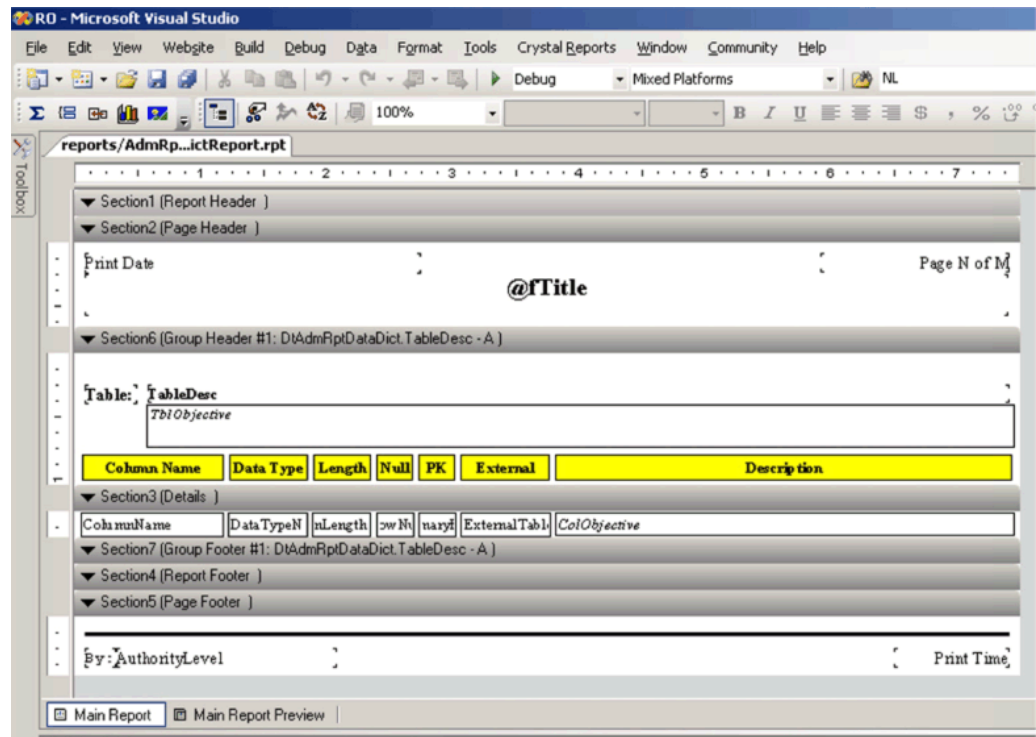 RO - Microsoft Visual Studio
File Edit View Website Build Debug Data Format Tools Crystal Reports Window Community Help
Debug Mixed Platforms NL
100% B I U $ , %
reports/AdmRp...ictReport.rpt
Toolbox
1 2 3 4 5 6 7
Section1 (Report Header )
Section2 (Page Header )
Print Date Page N of M
@fTitle
Section6 (Group Header #1: DtAdmRptDataDict.TableDesc - A )
Table: TableDesc
TblObjective
Column Name Data Type Length Null PK External Description
Section3 (Details )
ColumnName DataTypeN nLength ow Nu naryK ExternalTabl ColObjective
Section7 (Group Footer #1: DtAdmRptDataDict.TableDesc - A )
Section4 (Report Footer )
Section5 (Page Footer )
By: AuthorityLevel Print Time
Main Report Main Report Preview